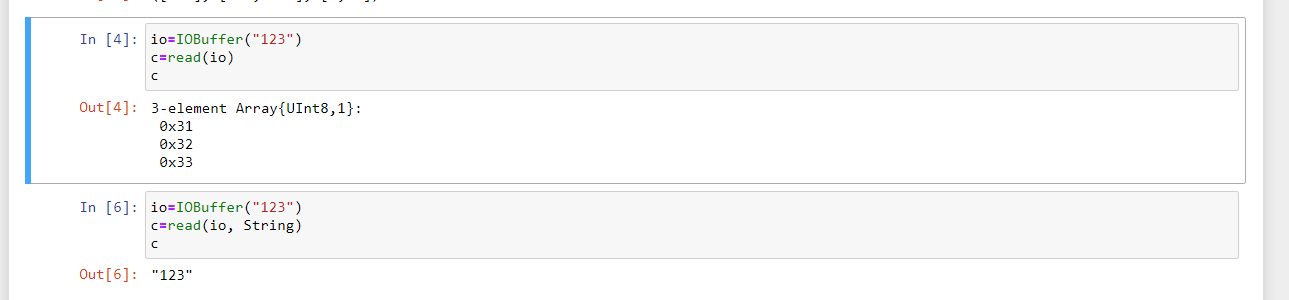 In [4]: io=IOBuffer("123")
c=read(io)
c
Out[4]: 3-element Array{UInt8,1}:
0x31
0x32
0x33
In [6]: io=IOBuffer("123")
c=read(io, String)
c
Out[6]: "123"